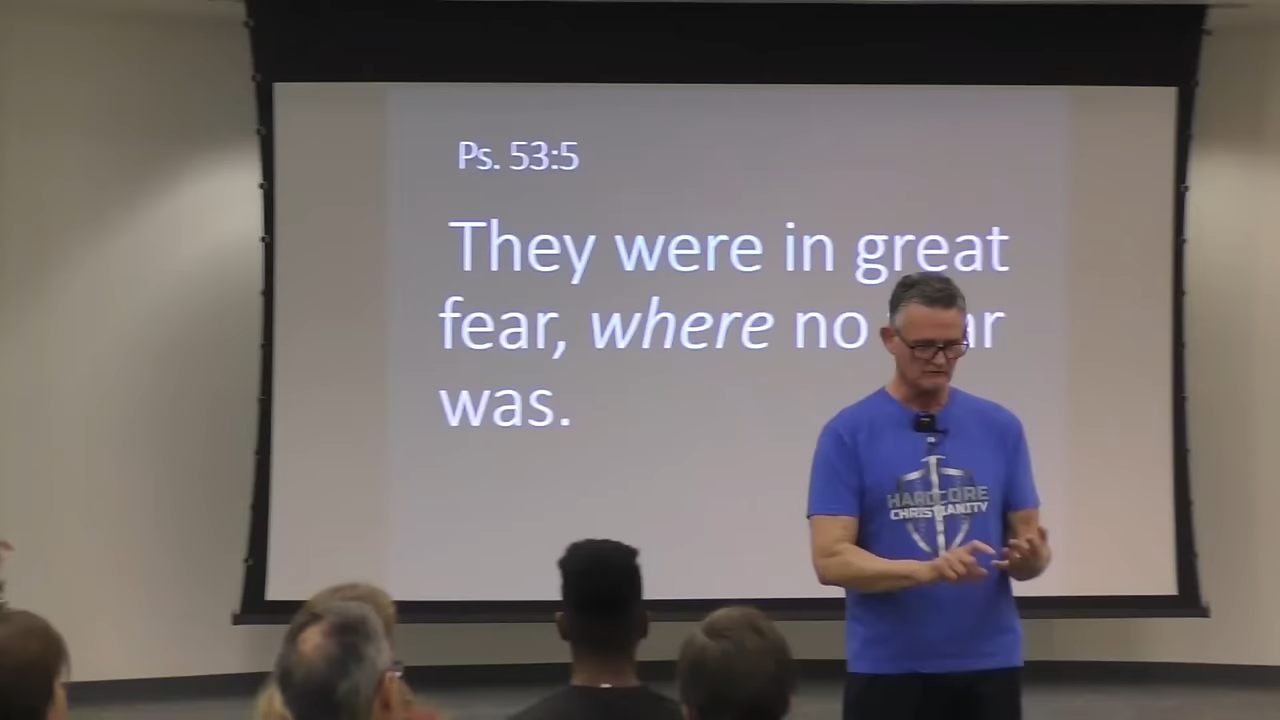 Ps. 53:5
They were in great
fear, where no
was.
HARDCORE
CHRISTIANITY